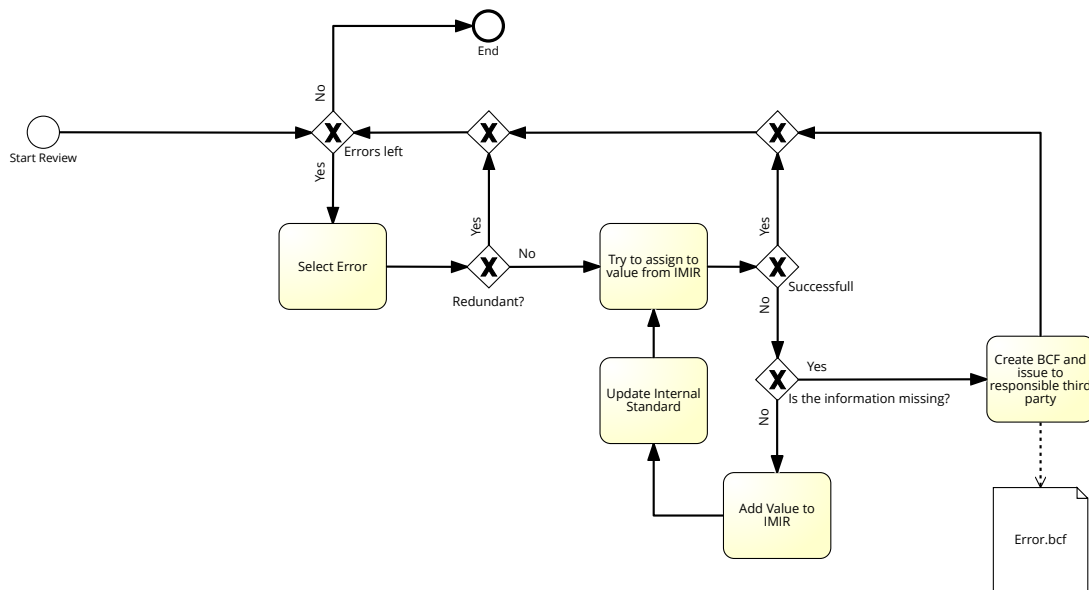 End
No
Start Review
Errors left
Yes
Yes
Yes
Select Error
No
Try to assign to
value from IMIR
Redundant?
Successfull
No
Create BCF and
issue to
responsible third
party
Yes
Update Internal
Standard
Is the information missing?
No
Add Value to
IMIR
Error.bcf